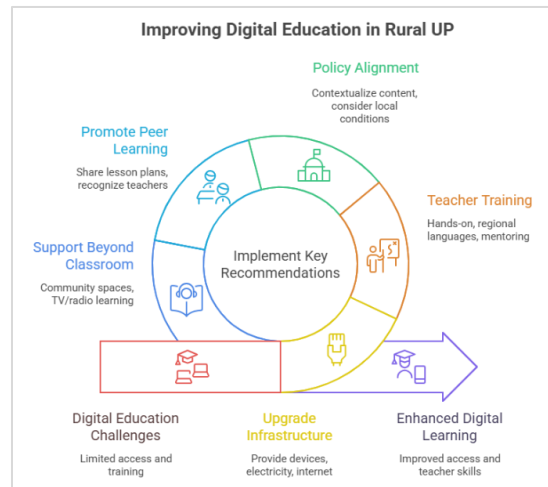 Improving Digital Education in Rural UP
Policy Alignment
Contextualize content,
consider local
conditions
Promote Peer
Learning
Share lesson plans,
recognize teachers
Teacher Training
Hands-on, regional
languages, mentoring
Support Beyond
Classroom
Community spaces,
TV/radio learning
Implement Key
Recommendations
Digital Education
Challenges
Limited access and
training
Upgrade
Infrastructure
Provide devices,
electricity, internet
Enhanced Digital
Learning
Improved access and
teacher skills